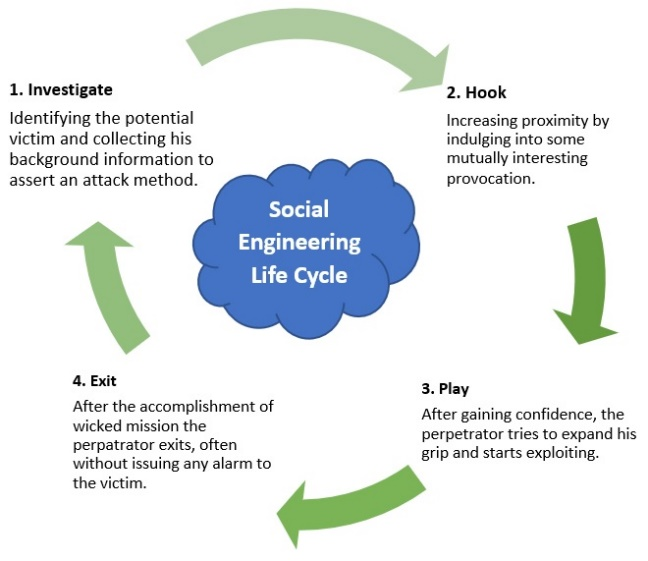 1. Investigate
Identifying the potential
victim and collecting his
background information to
assert an attack method.
2. Hook
Increasing proximity by
indulging into some
mutually interesting
provocation.
Social
Engineering
Life Cycle
3. Play
After gaining confidence, the
perpetrator tries to expand his
grip and starts exploiting.
4. Exit
After the accomplishment of
wicked mission the
perpatrator exits, often
without issuing any alarm to
the victim.